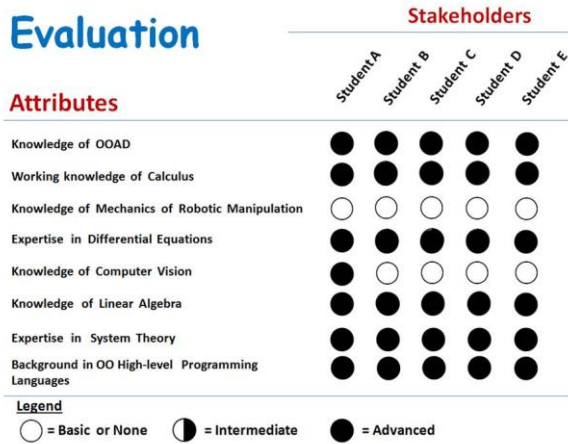 Evaluation
Stakeholders
Student A
Student B
Student C
Student D
Student E
Attributes
Knowledge of OOAD
Working knowledge of Calculus
Knowledge of Mechanics of Robotic Manipulation
Expertise in Differential Equations
Knowledge of Computer Vision
Knowledge of Linear Algebra
Expertise in System Theory
Background in OO High-level Programming
Languages
Legend
= Basic or None = Intermediate = Advanced